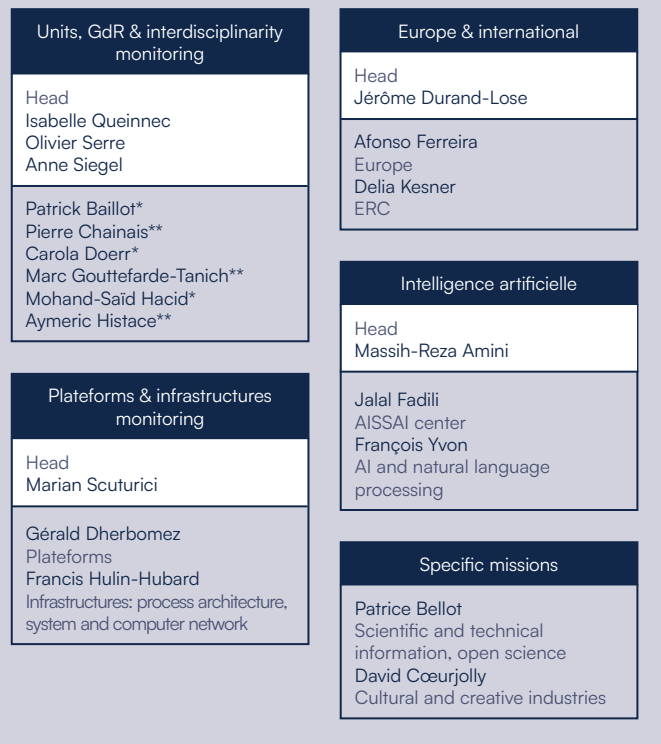 Units, GdR & interdisciplinarity
monitoring
Head
Isabelle Queinnec
Olivier Serre
Anne Siegel
Patrick Baillot*
Pierre Chainais**
Carola Doerr*
Marc Gouttefarde-Tanich**
Mohand-Saïd Hacid*
Aymeric Histace**
Plateforms & infrastructures
monitoring
Head
Marian Scuturici
Gérald Dherbomez
Plateforms
Francis Hulin-Hubard
Infrastructures: process architecture,
system and computer network
Europe & international
Head
Jérôme Durand-Lose
Afonso Ferreira
Europe
Delia Kesner
ERC
Intelligence artificielle
Head
Massih-Reza Amini
Jalal Fadili
AISSAI center
François Yvon
AI and natural language
processing
Specific missions
Patrice Bellot
Scientific and technical
information, open science
David Cœurjolly
Cultural and creative industries